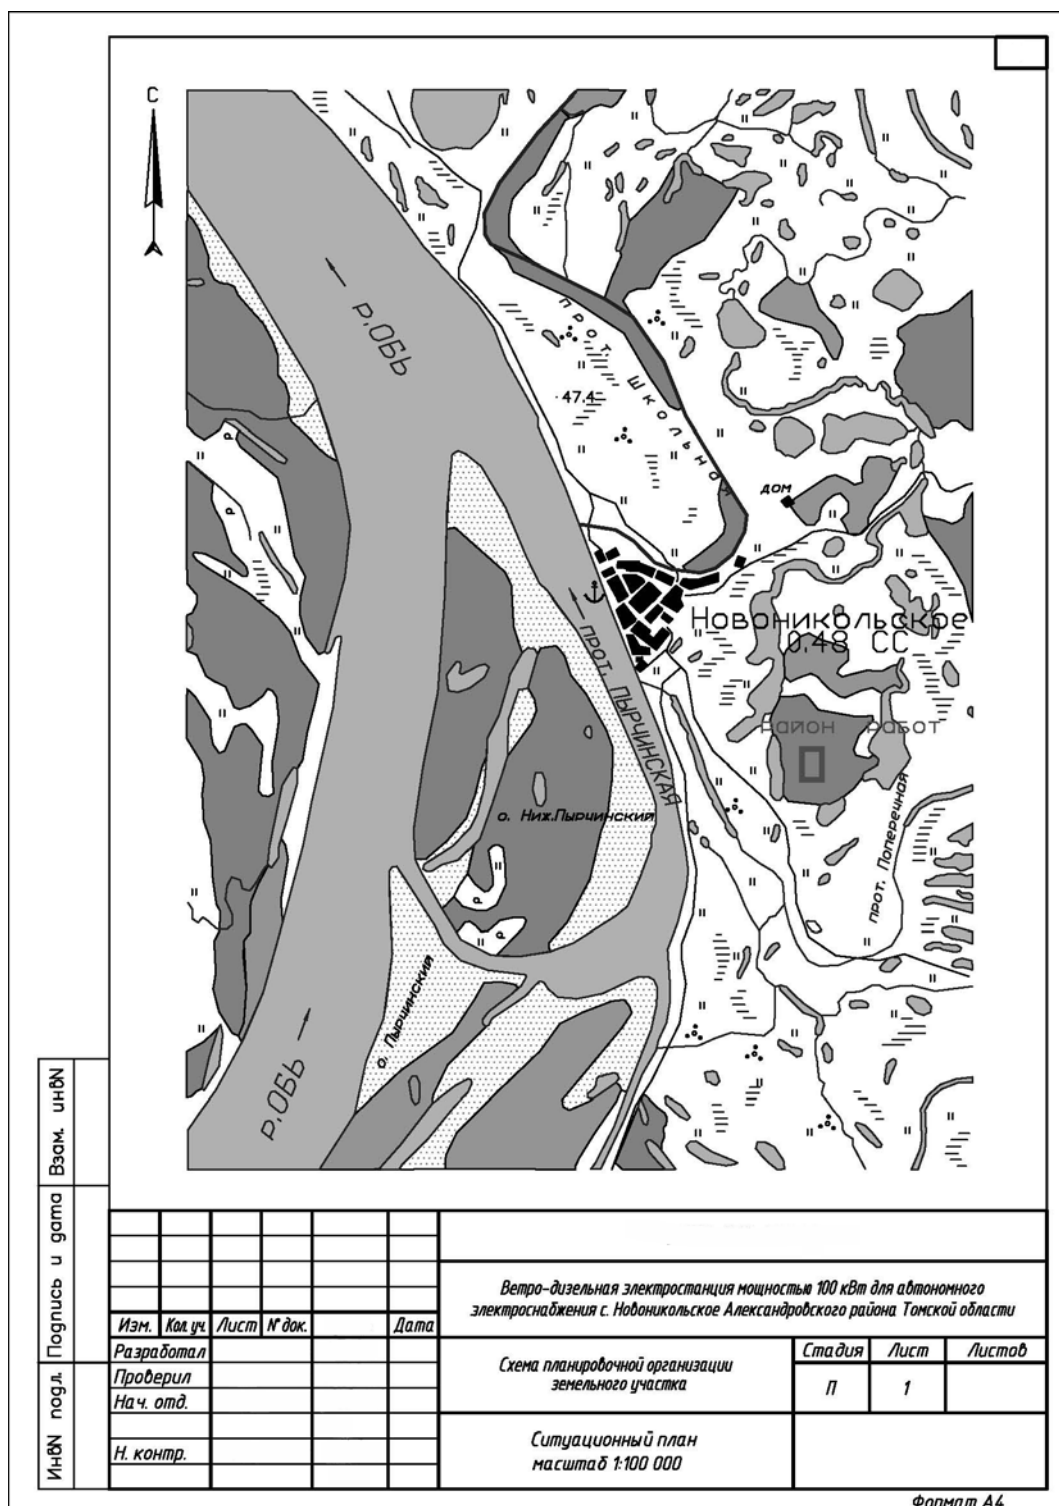 С
р.ОБЬ
прот. Школьная
47.4
Р
Р
дом
Новоникольское
0.48 СС
прот. ПЫРЧИНСКАЯ
РАЙОН РАБОТ
о. Ниж.Пырчинский
прот. Поперечная
Р
Р
о. Пырчинский
р.ОБЬ
Взам. инвN
Подпись и дата
ИнвN подл.
Ветро-дизельная электростанция мощностью 100 кВт для автономного
электроснабжения с. Новоникольское Александровского района Томской области
Изм. Кол.уч Лист N° док. Дата
Разработал
Проверил
Нач. отд.
Н. контр.
Схема планировочной организации
земельного участка
Стадия Лист Листов
П 1
Ситуационный план
масштаб 1:100 000
Формат А4